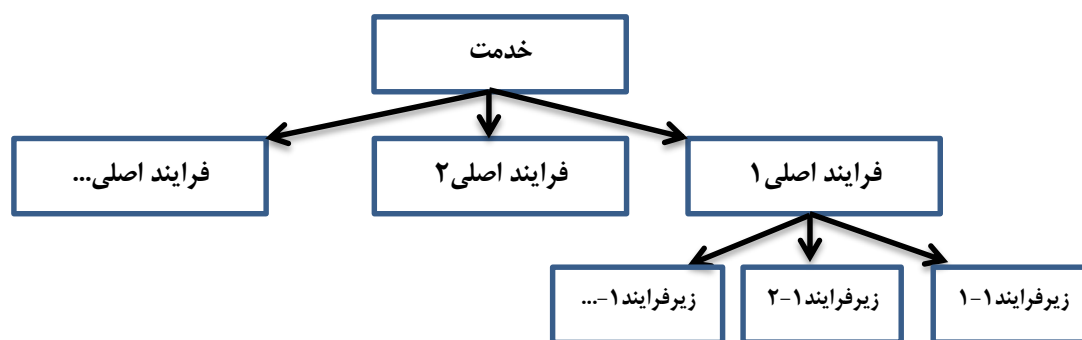 خدمت
فرایند اصلی۱
فرایند اصلی۲
فرایند اصلی...
زیرفرایند۱-۱
زیرفرایند۱-۲
زیرفرایند۱-...